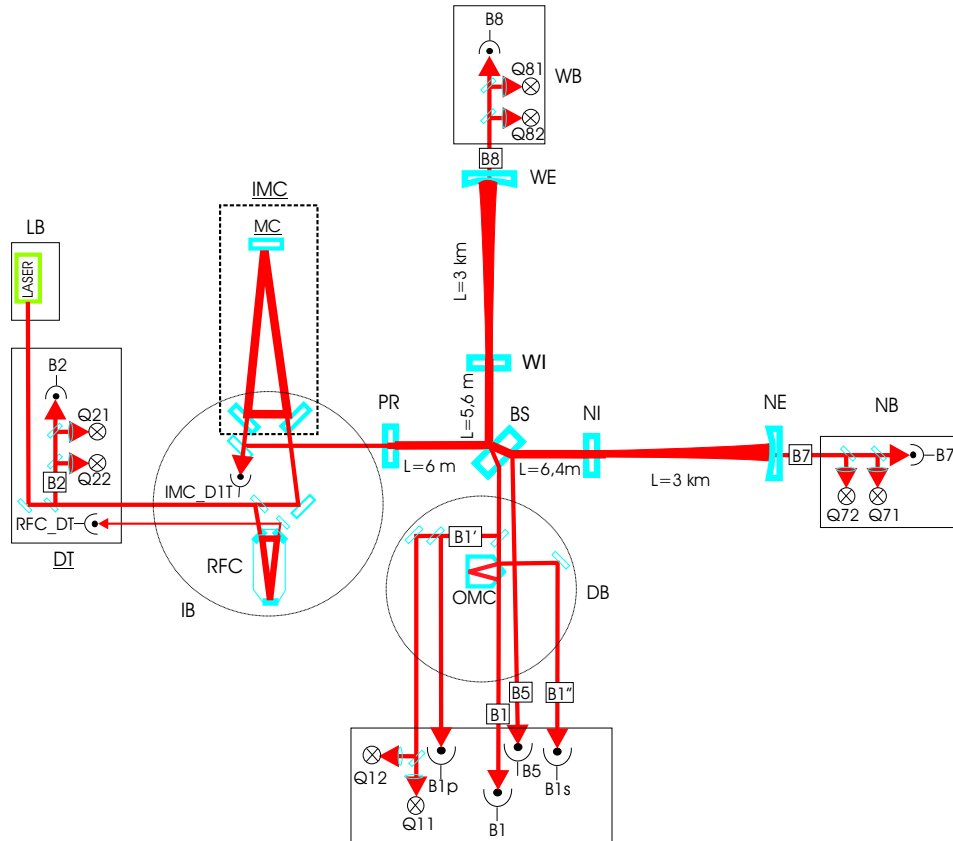 B8
Q81
WB
Q82
B8
WE
IMC
MC
LB
LASER
L=3 km
B2
Q21
Q22
B2
WI
L=5,6 m
PR
BS
NI
NE
NB
L=6 m
L=6,4m
L=3 km
B7
B7
Q72
Q71
IMC_D1T
RFC_DT
DT
RFC
IB
B1'
OMC
DB
B5
B1"
B1
Q12
B1p
B5
B1s
Q11
B1